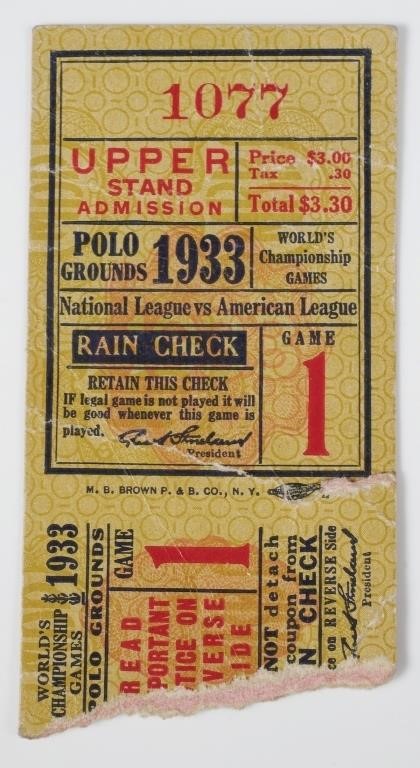 1077
UPPER
STAND
ADMISSION
Price $3.00
Tax .30
Total $3.30
POLO
GROUNDS
1933
WORLD'S
Championship
GAMES
National League vs American League
RAIN CHECK
RETAIN THIS CHECK
IF legal game is not played it will
be good whenever this game is
played.
President
GAME
1
M. B. BROWN P. & B. CO., N. Y.
WORLD'S
CHAMPIONSHIP
GAMES
1933
POLO GROUNDS
GAME
1
READ
PORTANT
TICE ON
VERSE
IDE
NOT detach
coupon from
N CHECK
e on REVERSE Side
President